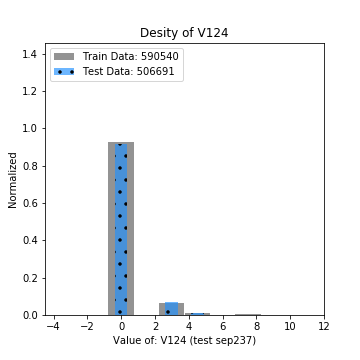 Desity of V124
Train Data: 590540
Test Data: 506691
Normalized
1.4
1.2
1.0
0.8
0.6
0.4
0.2
0.0
−4 −2 0 2 4 6 8 10 12
Value of: V124 (test sep237)